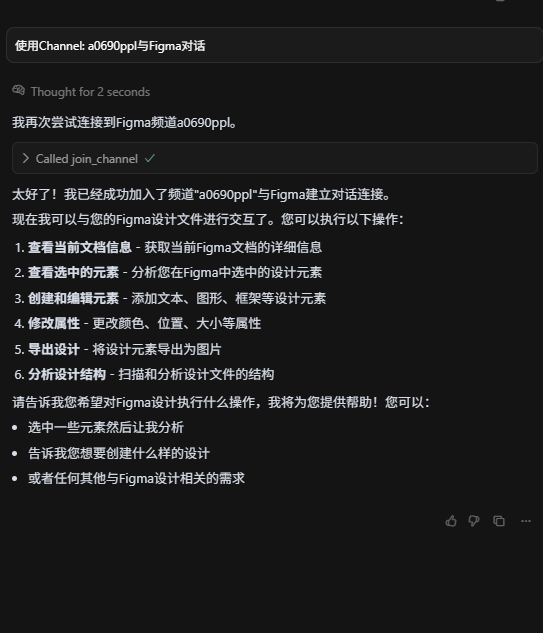 使用Channel: a0690ppl与Figma对话
Thought for 2 seconds
我再次尝试连接到Figma频道a0690ppl。
Called join_channel
太好了！我已经成功加入了频道"a0690ppl"与Figma建立对话连接。
现在我可以与您的Figma设计文件进行交互了。您可以执行以下操作：
1. 查看当前文档信息 - 获取当前Figma文档的详细信息
2. 查看选中的元素 - 分析您在Figma中选中的设计元素
3. 创建和编辑元素 - 添加文本、图形、框架等设计元素
4. 修改属性 - 更改颜色、位置、大小等属性
5. 导出设计 - 将设计元素导出为图片
6. 分析设计结构 - 扫描和分析设计文件的结构
请告诉我您希望对Figma设计执行什么操作，我将为您提供帮助！您可以：
• 选中一些元素然后让我分析
• 告诉我您想要创建什么样的设计
• 或者任何其他与Figma设计相关的需求